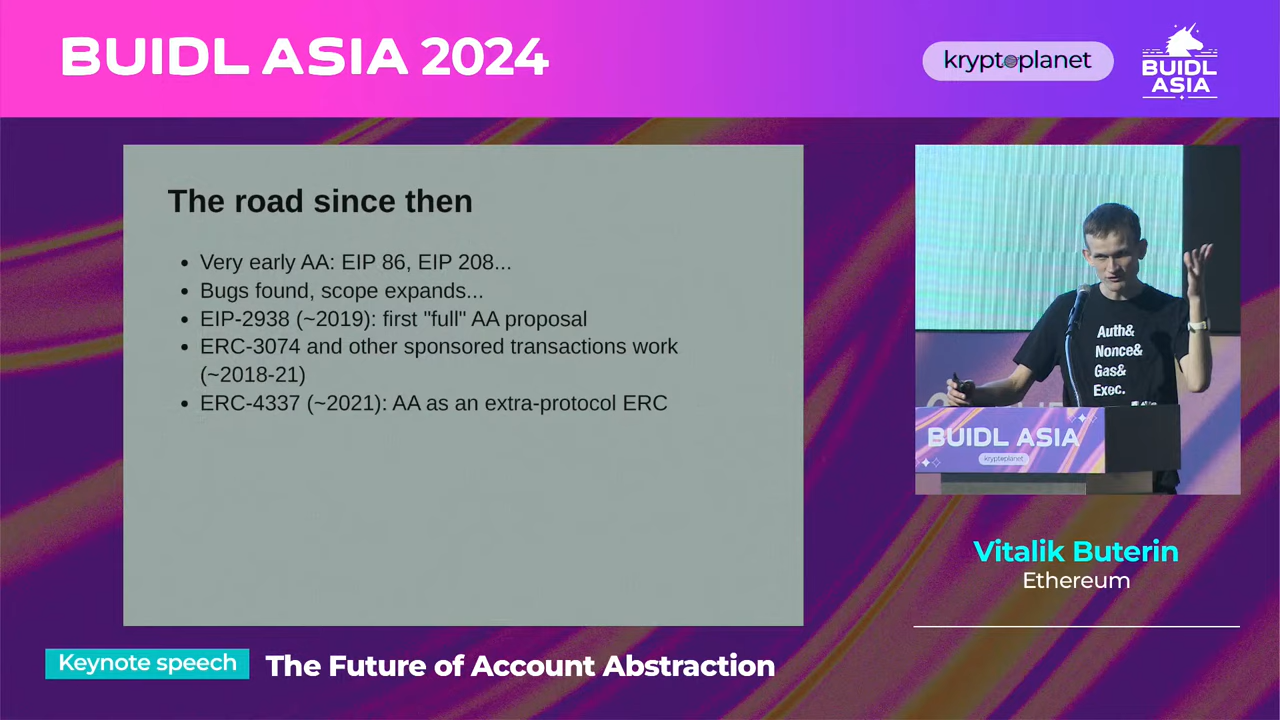 BUIDL ASIA 2024
kryptoplanet
BUIDL
ASIA
The road since then
• Very early AA: EIP 86, EIP 208...
• Bugs found, scope expands...
• EIP-2938 (~2019): first "full" AA proposal
• ERC-3074 and other sponsored transactions work
(~2018-21)
• ERC-4337 (~2021): AA as an extra-protocol ERC
Auth&
Nonce&
Gas&
Exec.
BUIDL ASIA
kryptoplanet
Vitalik Buterin
Ethereum
Keynote speech
The Future of Account Abstraction